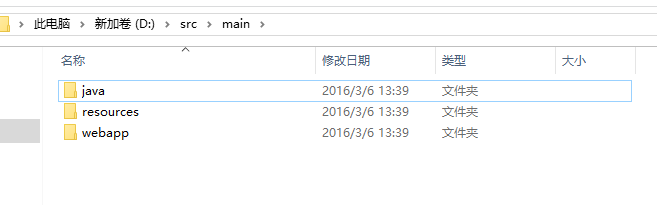 此电脑 > 新加卷 (D:) > src > main >
名称 修改日期 类型 大小
java 2016/3/6 13:39 文件夹
resources 2016/3/6 13:39 文件夹
webapp 2016/3/6 13:39 文件夹